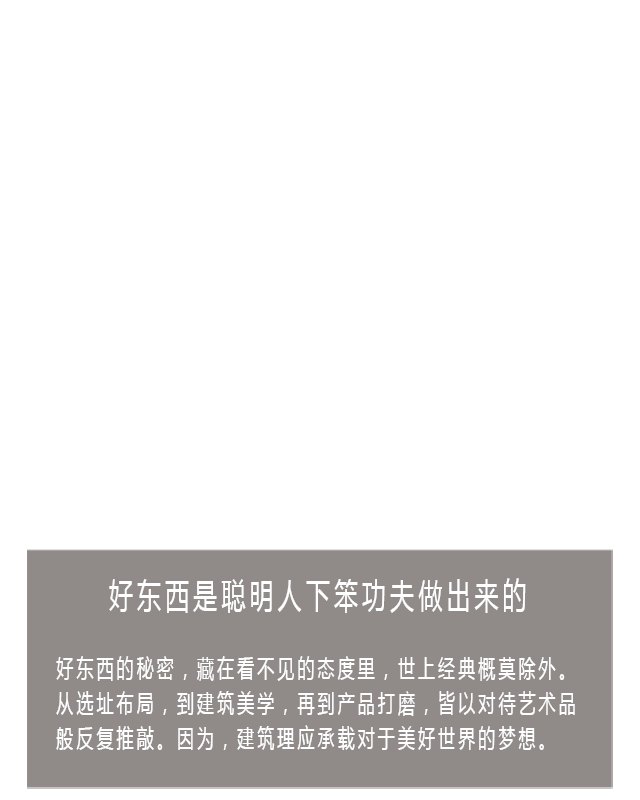 好东西是聪明人下笨功夫做出来的
好东西的秘密，藏在看不见的态度里，世上经典概莫除外。
从选址布局，到建筑美学，再到产品打磨，皆以对待艺术品
般反复推敲。因为，建筑理应承载对于美好世界的梦想。